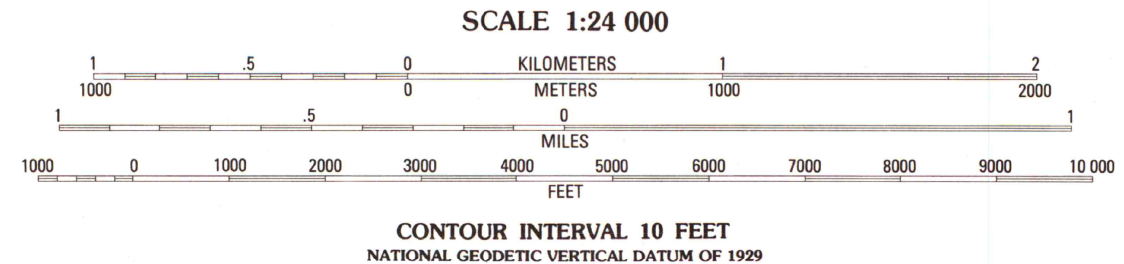 SCALE 1:24 000
1 .5 0 KILOMETERS 1 2
1000 0 METERS 1000 2000
1 .5 0 1
MILES
1000 0 1000 2000 3000 4000 5000 6000 7000 8000 9000 10 000
FEET
CONTOUR INTERVAL 10 FEET
NATIONAL GEODETIC VERTICAL DATUM OF 1929